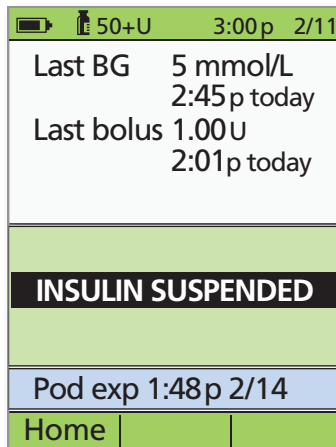 50+U 3:00p 2/11
Last BG 5 mmol/L
2:45p today
Last bolus 1.00U
2:01p today
INSULIN SUSPENDED
Pod exp 1:48p 2/14
Home